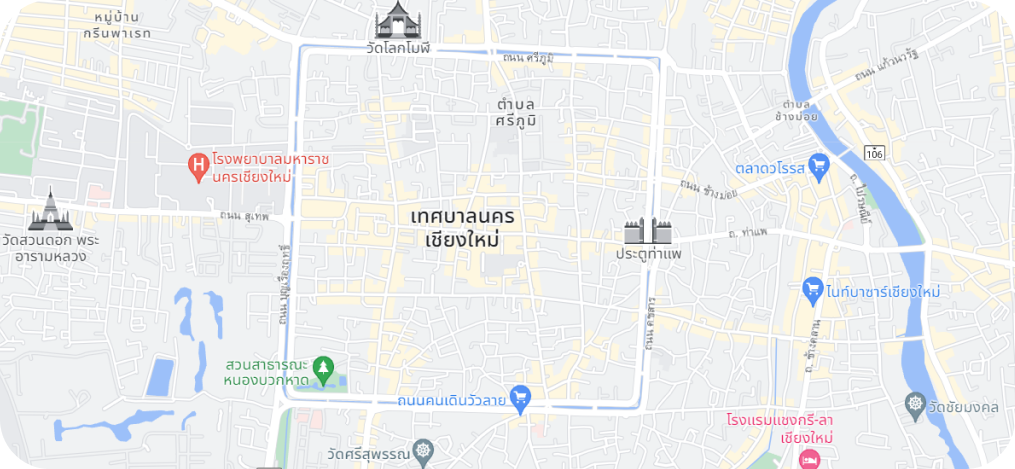 หมู่บ้าน
กรีนพาเรท
วัดโลกโมฬี
ถนน ศรีภูมิ
ถนน แก้วนวรัฐ
ตำบล
ศรีภูมิ
ตำบล
ช้างม่อย
106
โรงพยาบาลมหาราช
นครเชียงใหม่
ตลาดวโรรส
ถนน ช้างม่อย
ถนน สุเทพ
เทศบาลนคร
เชียงใหม่
วัดสวนดอก พระ
อารามหลวง
ประตูท่าแพ
ถ. ท่าแพ
ถนน บุญเรืองฤทธิ์
ไนท์บาซาร์เชียงใหม่
ถนน คชสาร
ถ. ช้างคลาน
สวนสาธารณะ
หนองบวกหาด
ถนนคนเดินวัวลาย
วัดชัยมงคล
โรงแรมแชงกรี-ลา
เชียงใหม่
วัดศรีสุพรรณ